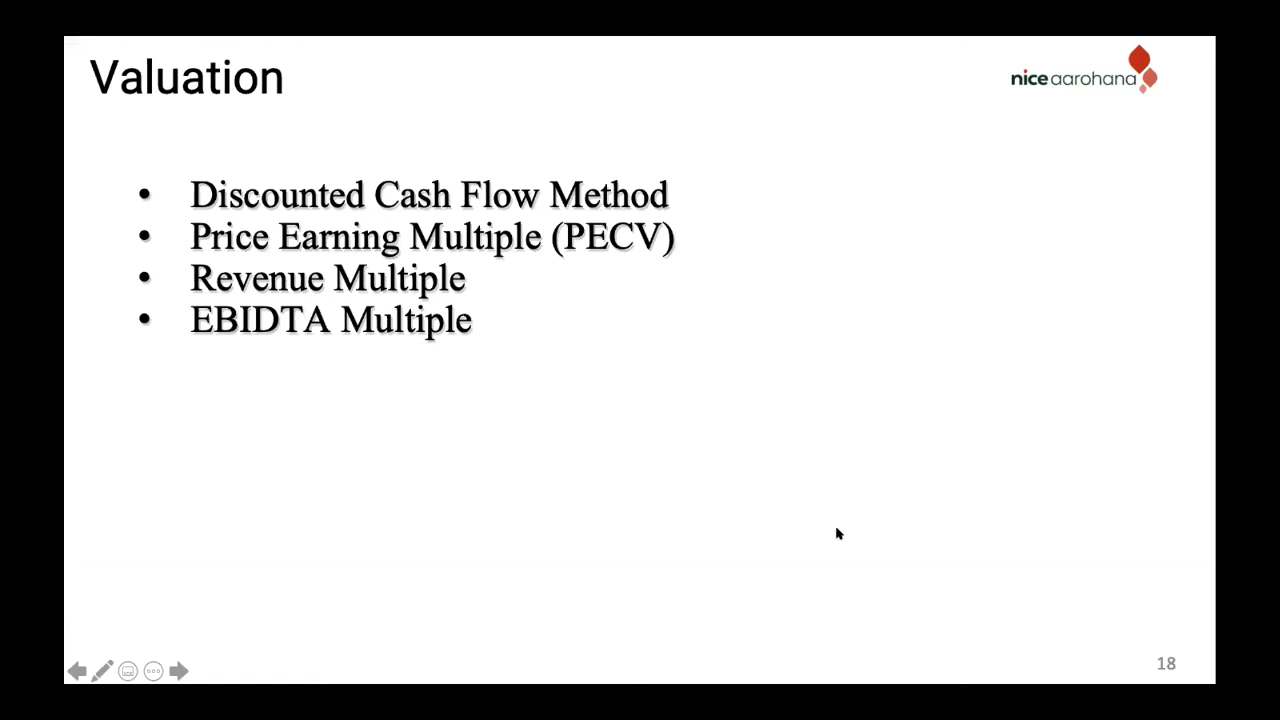 Valuation
nice aarohana
• Discounted Cash Flow Method
• Price Earning Multiple (PECV)
• Revenue Multiple
• EBIDTA Multiple
18